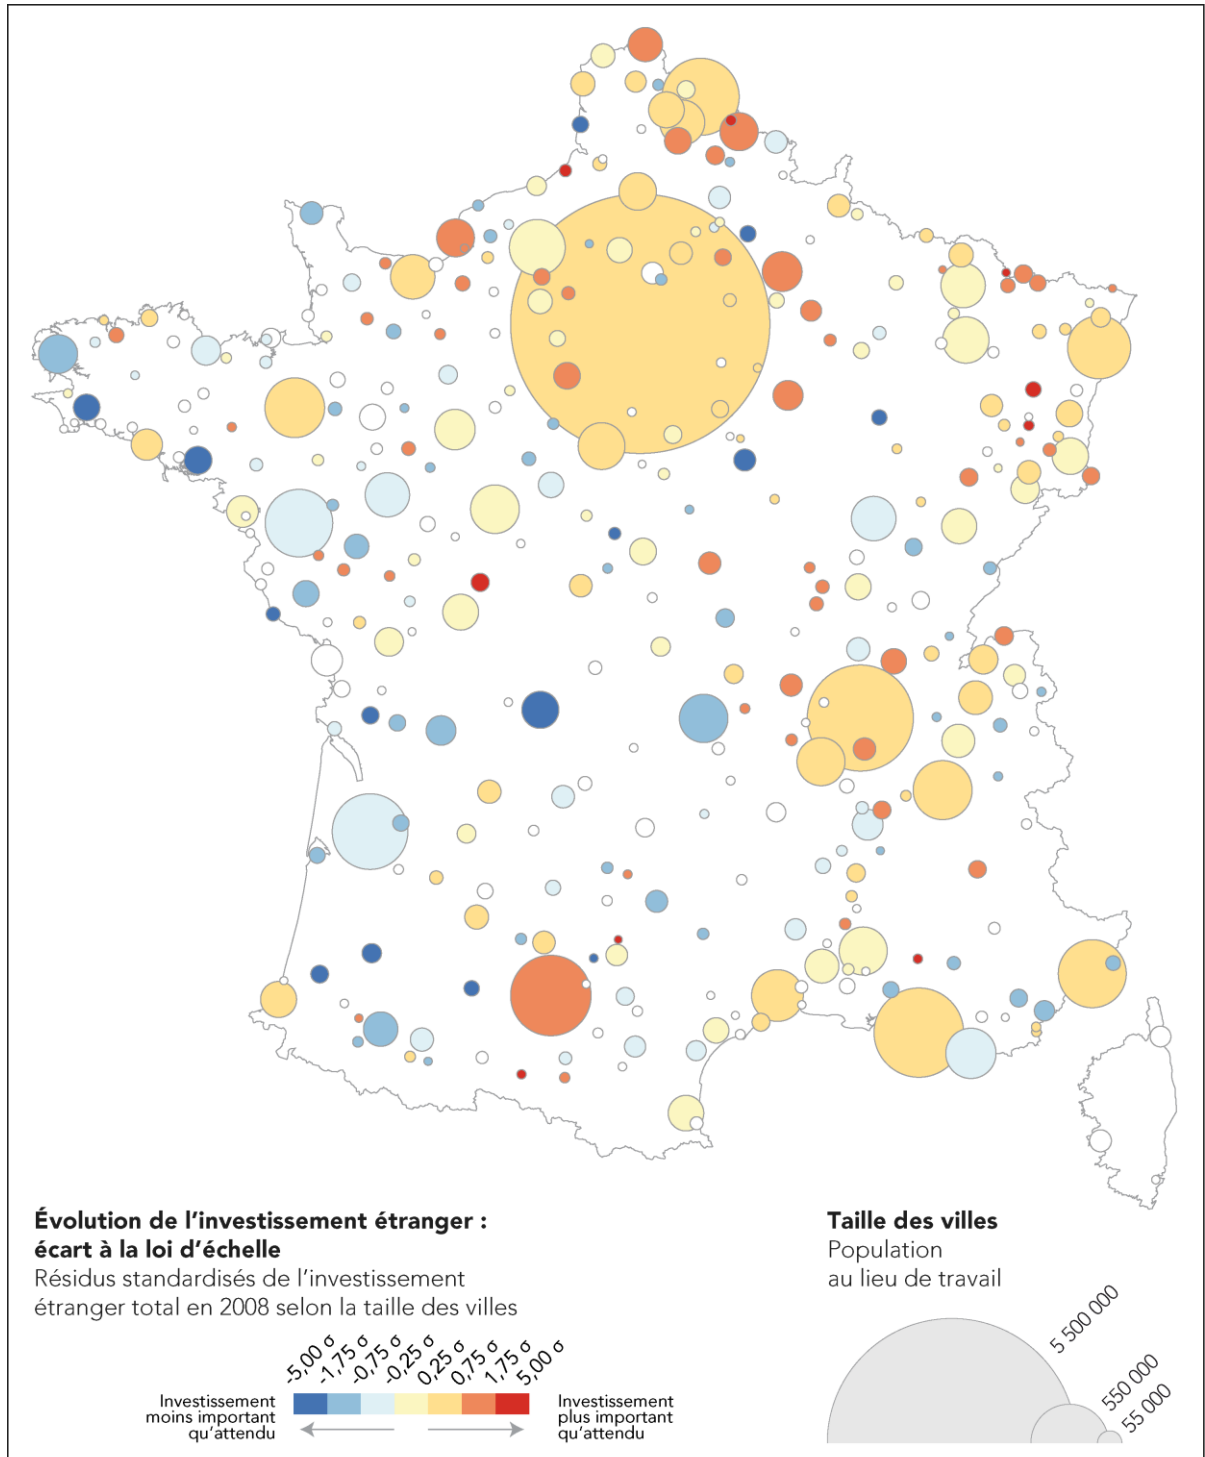 Évolution de l'investissement étranger :
écart à la loi d'échelle
Résidus standardisés de l'investissement
étranger total en 2008 selon la taille des villes
-5,00 σ
-1,75 σ
-0,75 σ
-0,25 σ
0,25 σ
0,75 σ
1,75 σ
5,00 σ
Investissement
moins important
qu'attendu
Investissement
plus important
qu'attendu
Taille des villes
Population
au lieu de travail
5 500 000
550 000
55 000